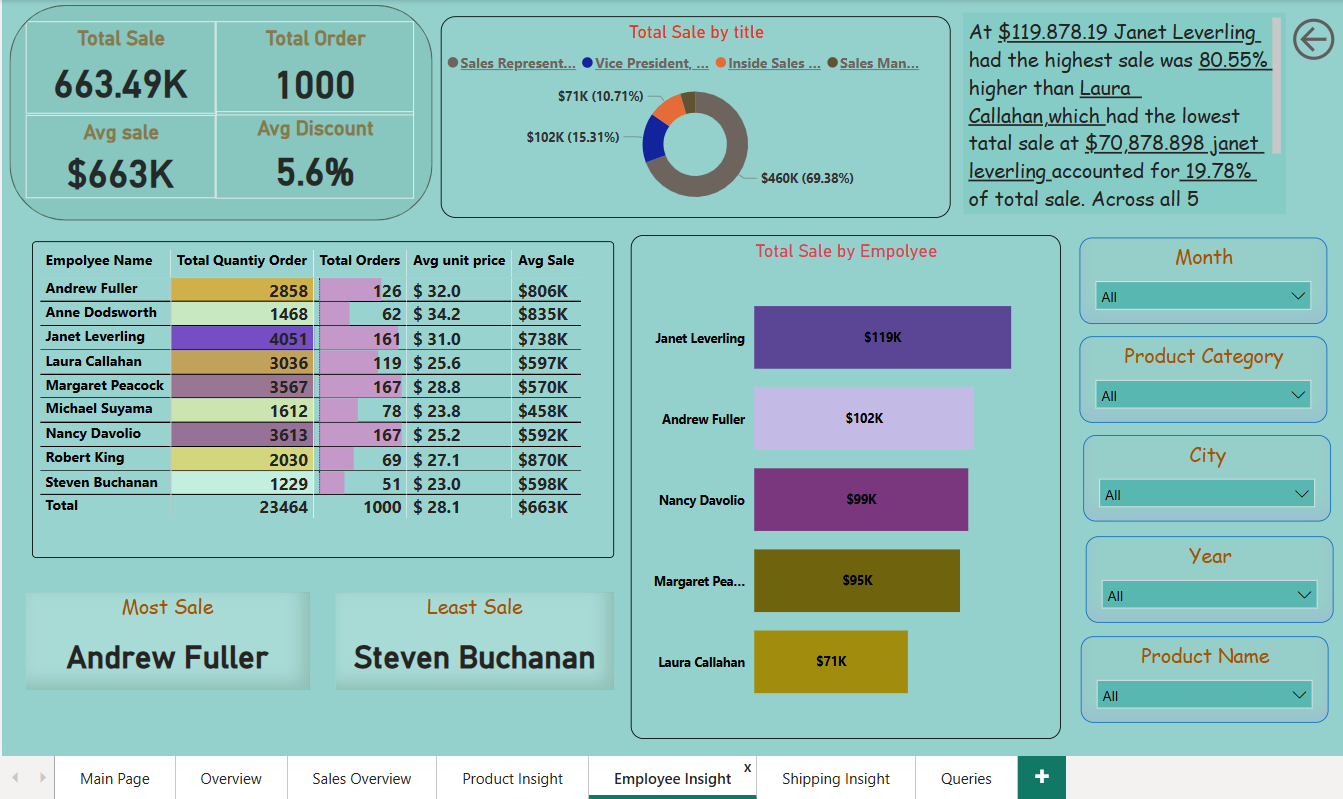 Total Sale
663.49K
Total Order
1000
Avg sale
$663K
Avg Discount
5.6%
Total Sale by title
Sales Represent... Vice President, ... Inside Sales ... Sales Man...
$71K (10.71%)
$102K (15.31%)
$460K (69.38%)
At $119.878.19 Janet Leverling
had the highest sale was 80.55%
higher than Laura
Callahan,which had the lowest
tatal sale at $70,878.898 janet
leverling accounted for 19.78%
of total sale. Across all 5
Empolyee Name Total Quantiy Order Total Orders Avg unit price Avg Sale
Andrew Fuller 2858 126 $ 32.0 $806K
Anne Dodsworth 1468 62 $ 34.2 $835K
Janet Leverling 4051 161 $ 31.0 $738K
Laura Callahan 3036 119 $ 25.6 $597K
Margaret Peacock 3567 167 $ 28.8 $570K
Michael Suyama 1612 78 $ 23.8 $458K
Nancy Davolio 3613 167 $ 25.2 $592K
Robert King 2030 69 $ 27.1 $870K
Steven Buchanan 1229 51 $ 23.0 $598K
Total 23464 1000 $ 28.1 $663K
Most Sale
Andrew Fuller
Least Sale
Steven Buchanan
Total Sale by Empolyee
Janet Leverling $119K
Andrew Fuller $102K
Nancy Davolio $99K
Margaret Pea... $95K
Laura Callahan $71K
Month
All
Product Category
All
City
All
Year
All
Product Name
All
Main Page Overview Sales Overview Product Insight Employee Insight x Shipping Insight Queries +